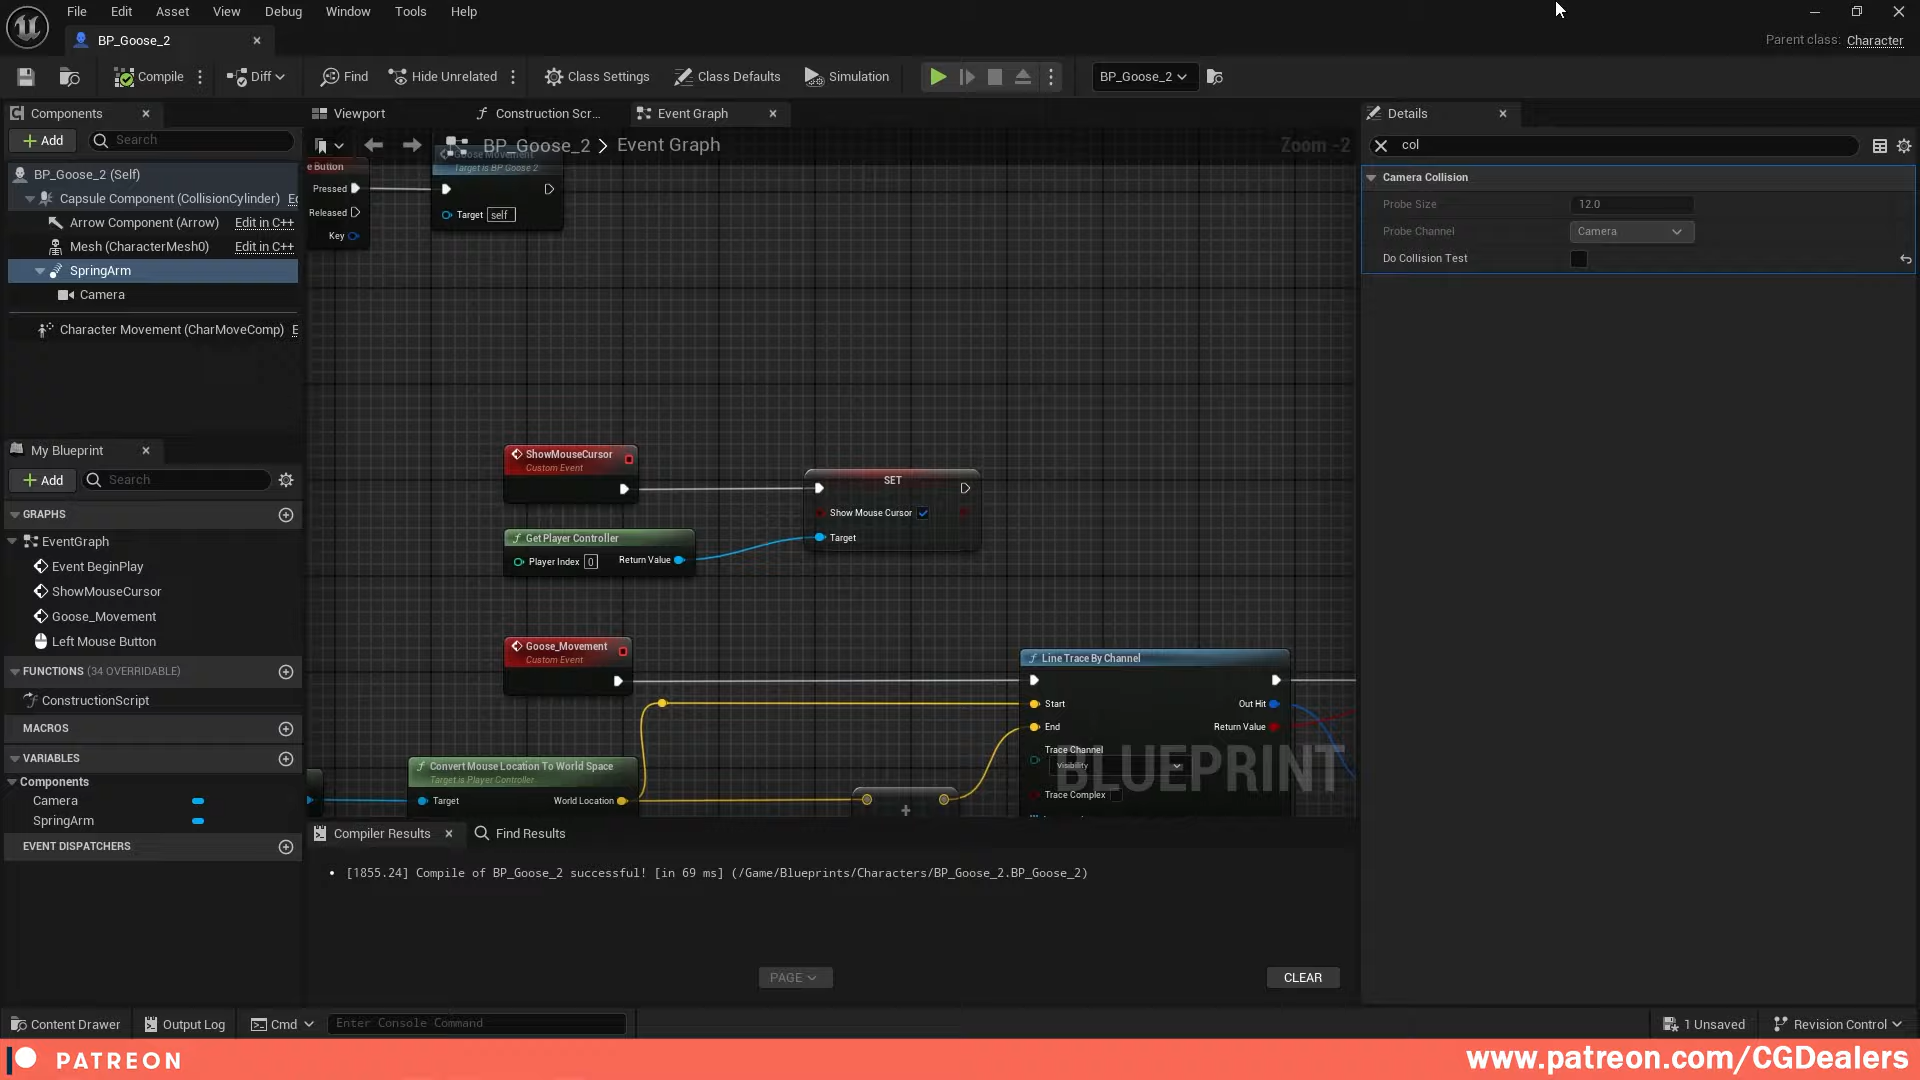 File Edit Asset View Debug Window Tools Help
BP_Goose_2
Parent class: Character
Compile Diff Find Hide Unrelated Class Settings Class Defaults Simulation BP_Goose_2
Components
Add Search
BP_Goose_2 (Self)
Capsule Component (CollisionCylinder)
Arrow Component (Arrow) Edit in C++
Mesh (CharacterMesh0) Edit in C++
SpringArm
Camera
Character Movement (CharMoveComp)
My Blueprint
Add Search
GRAPHS
EventGraph
Event BeginPlay
ShowMouseCursor
Goose_Movement
Left Mouse Button
FUNCTIONS (34 OVERRIDABLE)
ConstructionScript
MACROS
VARIABLES
Components
Camera
SpringArm
EVENT DISPATCHERS
Viewport Construction Scr... Event Graph
BP_Goose_2 > Event Graph Zoom -2
e Button
Pressed
Released
Key
Goose Movement
Target is BP Goose 2
Target self
ShowMouseCursor
Custom Event
SET
Show Mouse Cursor
Target
Get Player Controller
Player Index 0 Return Value
Goose_Movement
Custom Event
Line Trace By Channel
Start Out Hit
End Return Value
Trace Channel
Visibility
Trace Complex
BLUEPRINT
Convert Mouse Location To World Space
Target is Player Controller
Target World Location
Compiler Results Find Results
• [1855.24] Compile of BP_Goose_2 successful! [in 69 ms] (/Game/Blueprints/Characters/BP_Goose_2.BP_Goose_2)
PAGE CLEAR
Details
col
Camera Collision
Probe Size 12.0
Probe Channel Camera
Do Collision Test
Content Drawer Output Log Cmd Enter Console Command 1 Unsaved Revision Control
PATREON www.patreon.com/CGDealers